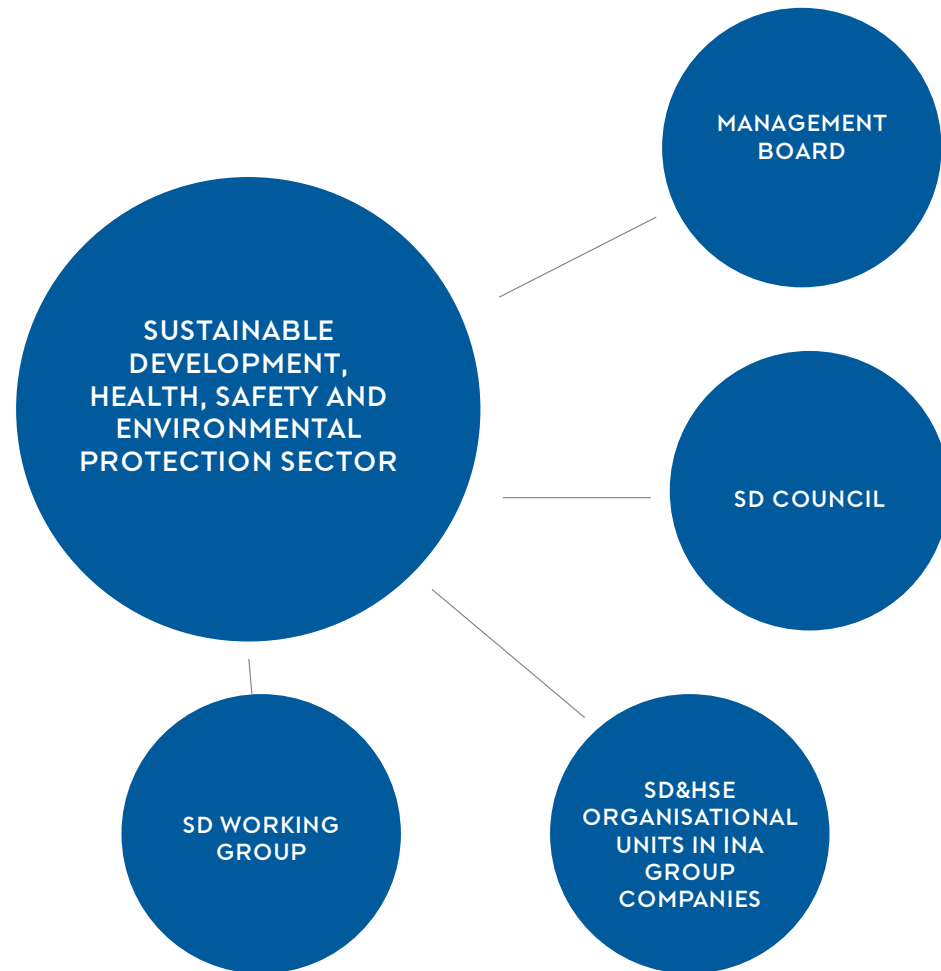 MANAGEMENT
BOARD
SUSTAINABLE
DEVELOPMENT,
HEALTH, SAFETY AND
ENVIRONMENTAL
PROTECTION SECTOR
SD COUNCIL
SD WORKING
GROUP
SD&HSE
ORGANISATIONAL
UNITS IN INA
GROUP
COMPANIES